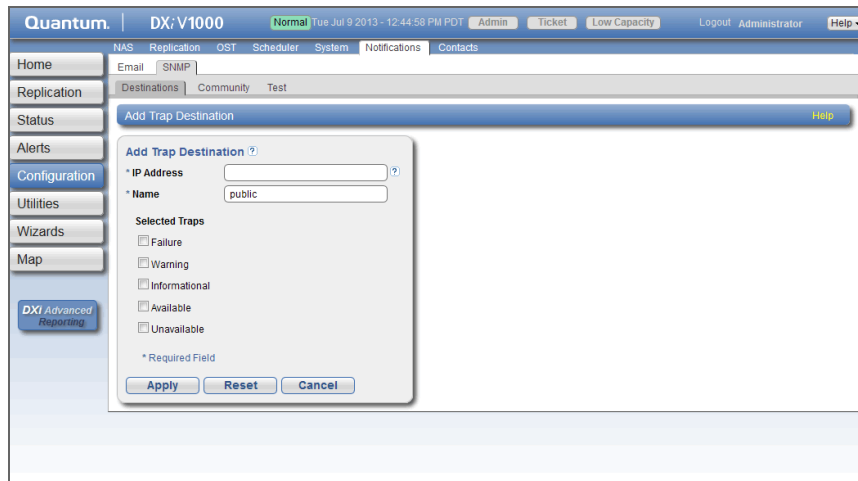 Quantum. DXi V1000 Normal Tue Jul 9 2013 - 12:44:58 PM PDT Admin Ticket Low Capacity Logout Administrator Help
NAS Replication OST Scheduler System Notifications Contacts
Home
Replication
Status
Alerts
Configuration
Utilities
Wizards
Map
DXi Advanced
Reporting
Email SNMP
Destinations Community Test
Add Trap Destination Help
Add Trap Destination ?
* IP Address ?
* Name public
Selected Traps
Failure
Warning
Informational
Available
Unavailable
* Required Field
Apply Reset Cancel